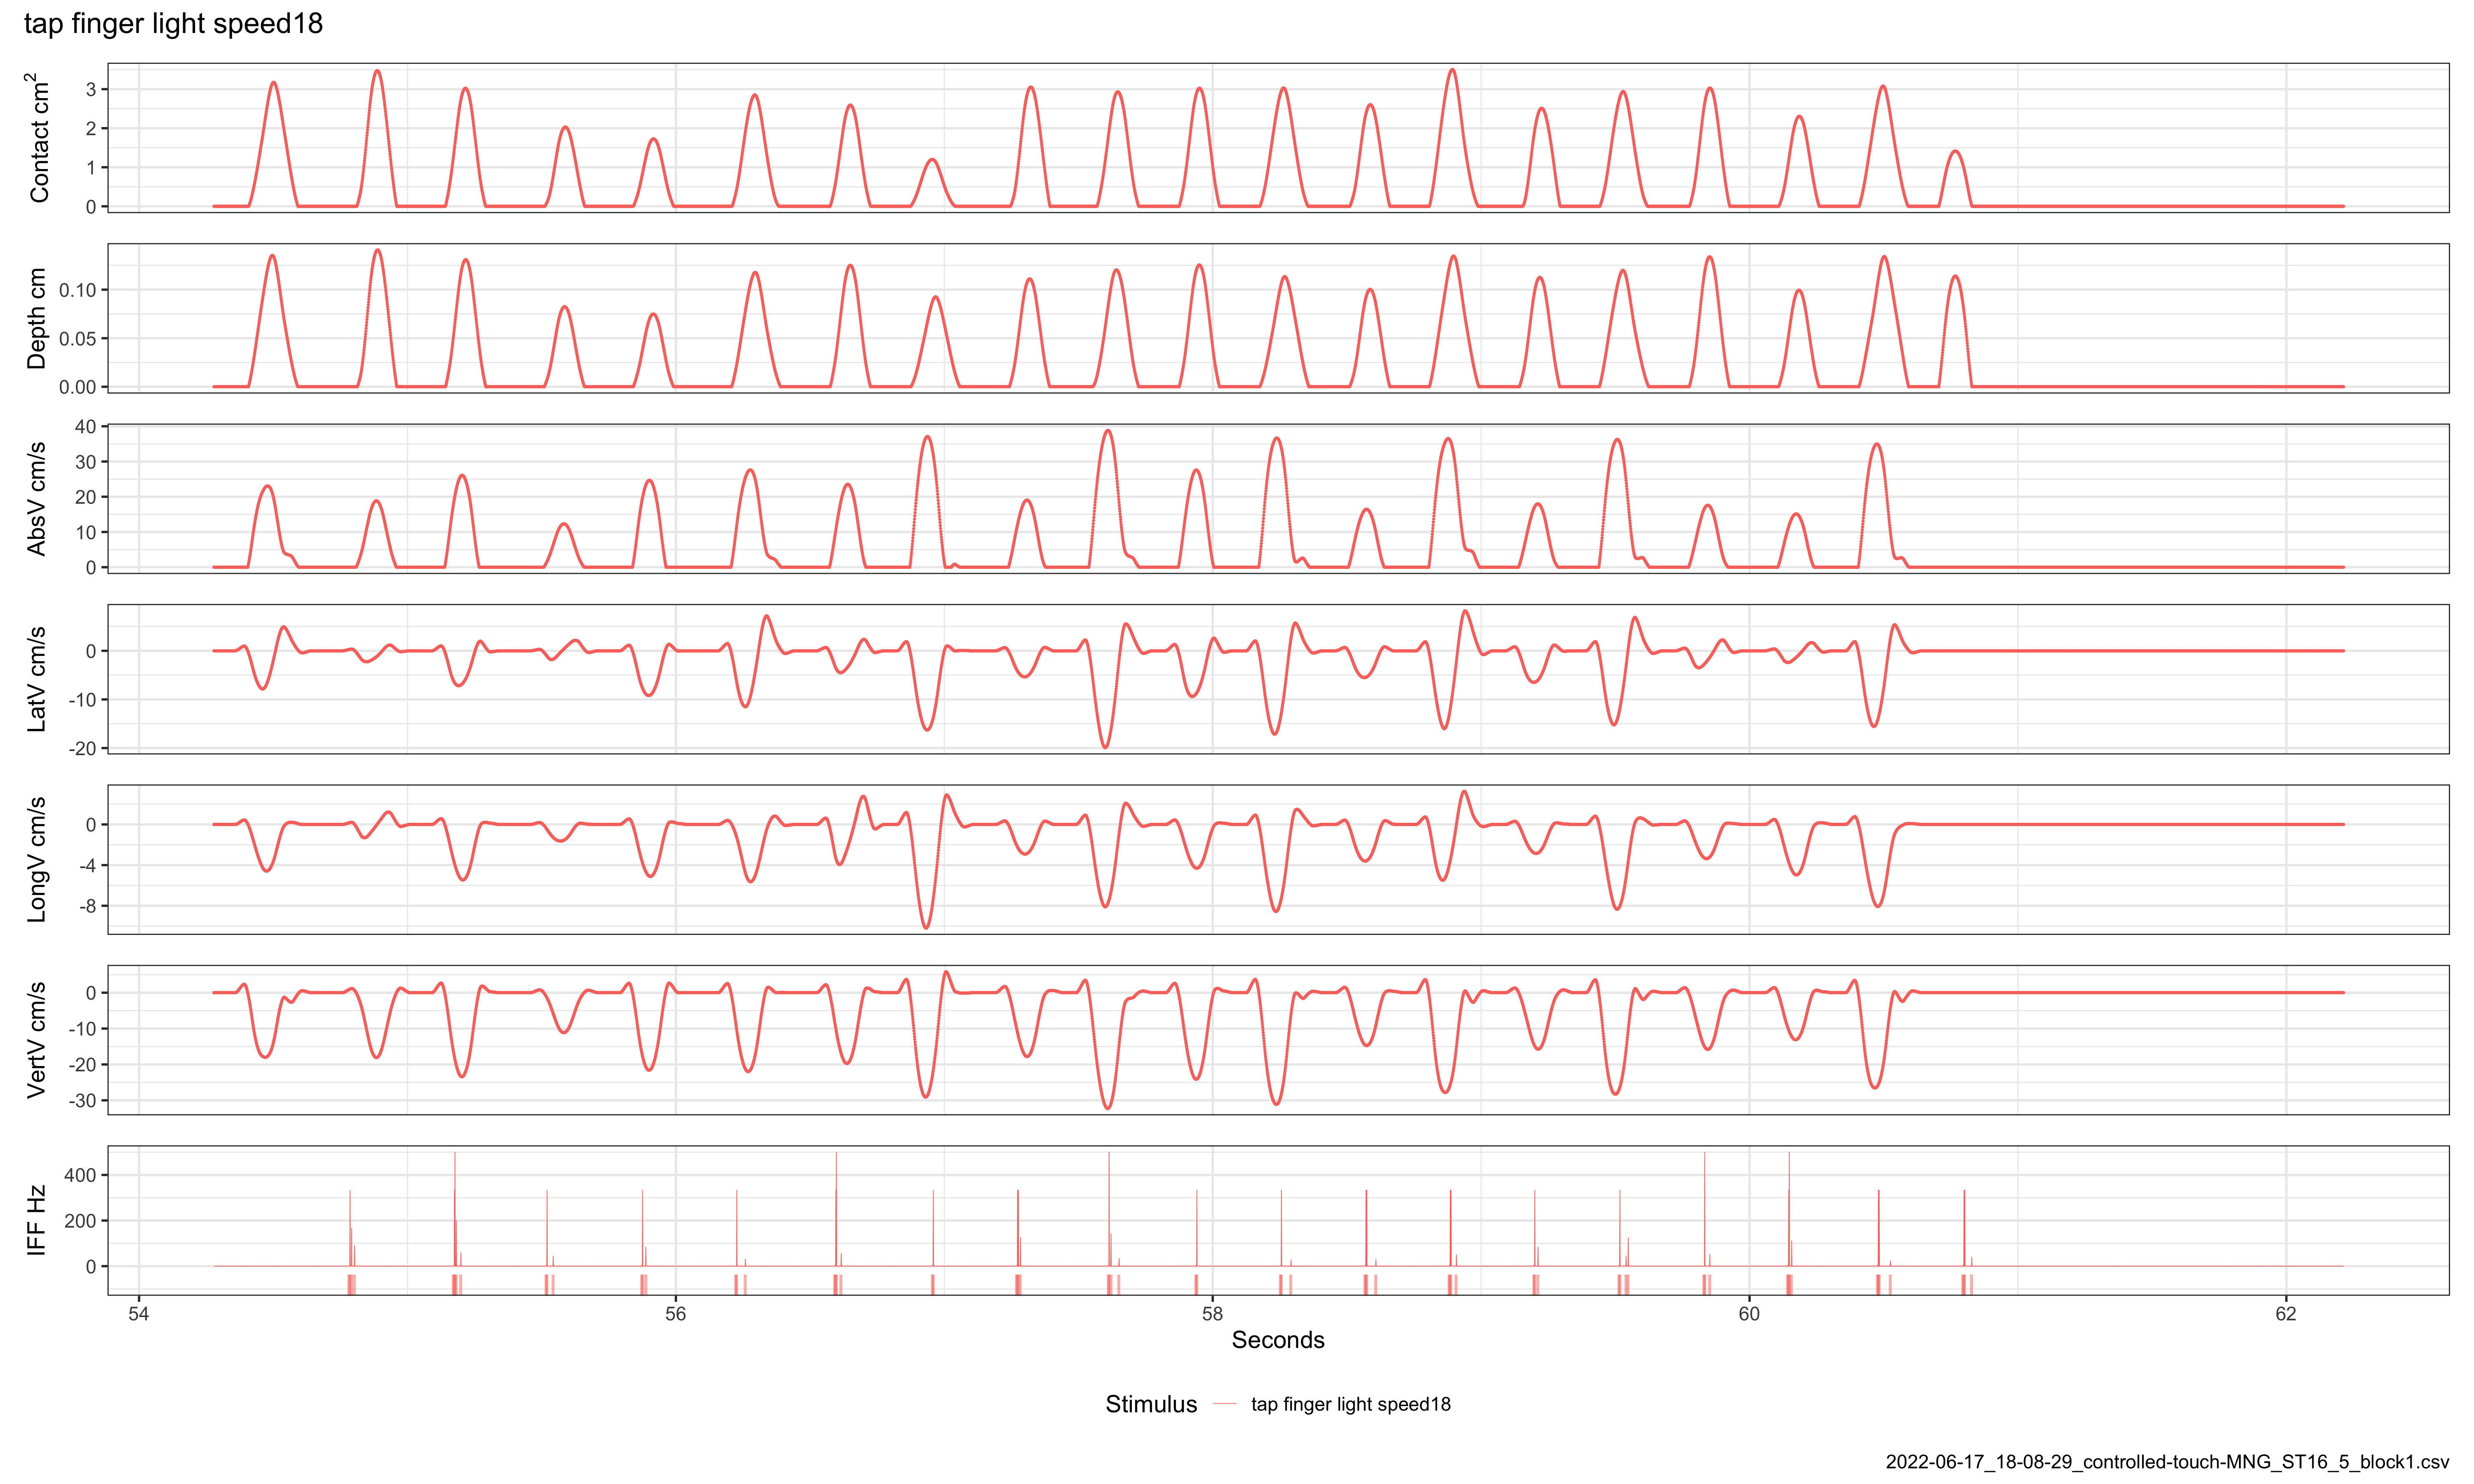 tap finger light speed18
Contact cm²
3
2
1
0
Depth cm
0.10
0.05
0.00
AbsV cm/s
40
30
20
10
0
LatV cm/s
0
-10
-20
LongV cm/s
0
-4
-8
VertV cm/s
0
-10
-20
-30
IFF Hz
400
200
0
54 56 58 60 62
Seconds
Stimulus tap finger light speed18
2022-06-17_18-08-29_controlled-touch-MNG_ST16_5_block1.csv